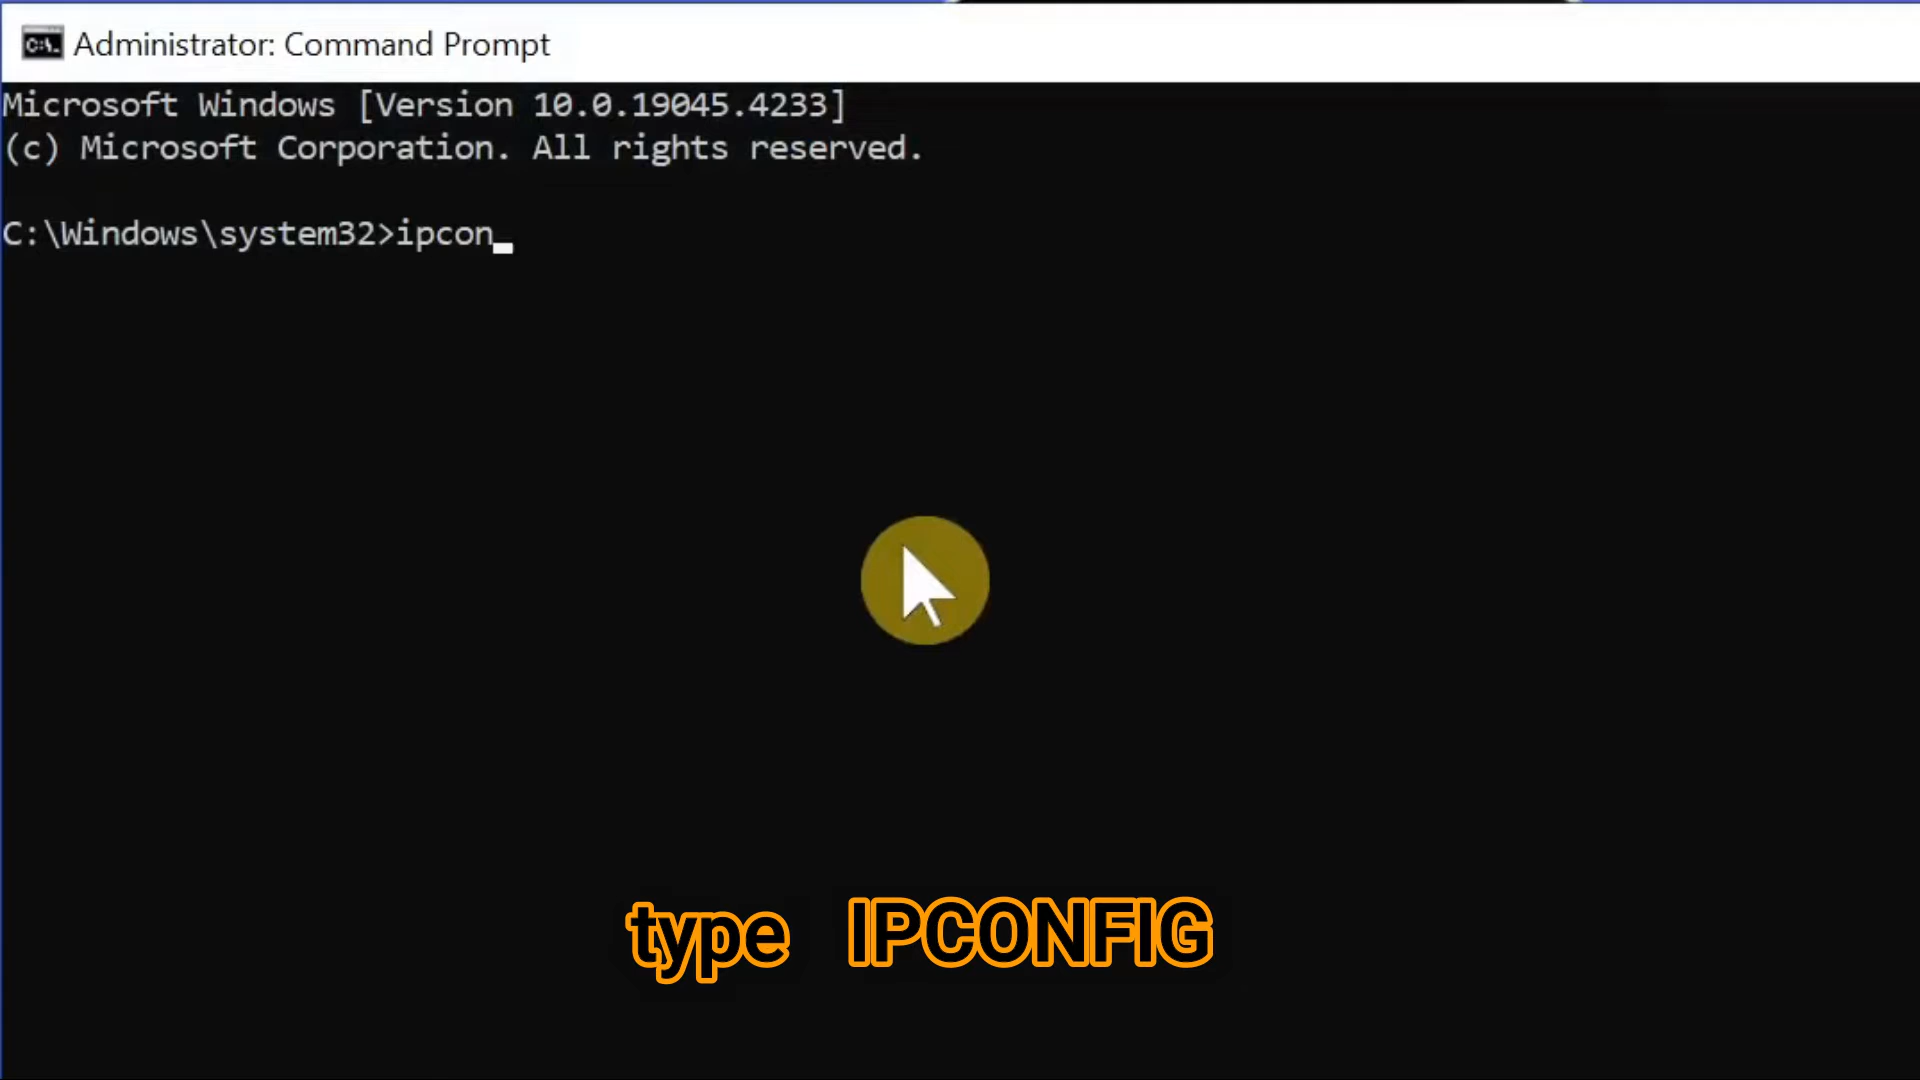 Administrator: Command Prompt
Microsoft Windows [Version 10.0.19045.4233]
(c) Microsoft Corporation. All rights reserved.
C:\Windows\system32>ipcon_
type IPCONFIG